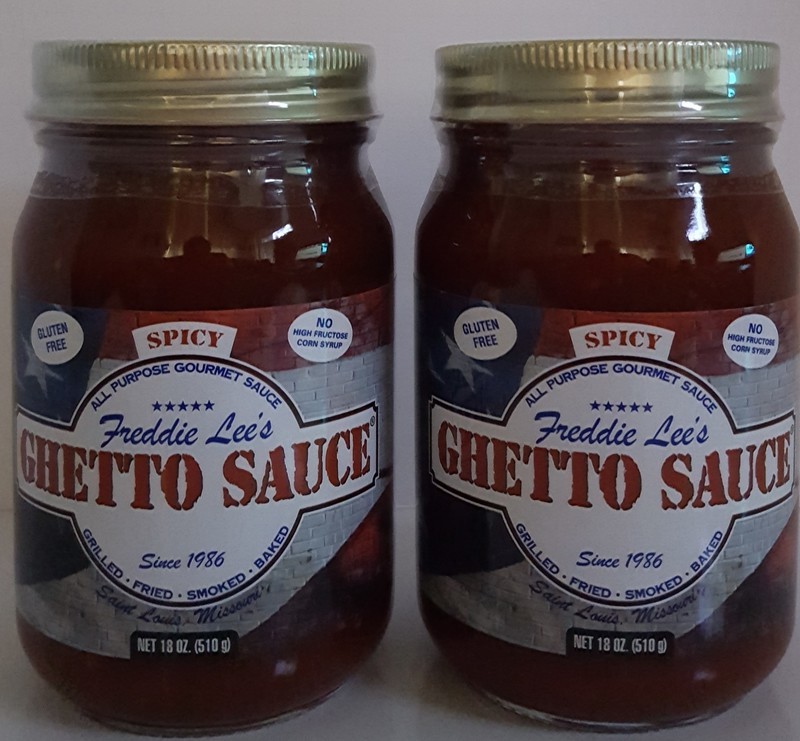 GLUTEN
FREE
SPICY
NO
HIGH FRUCTOSE
CORN SYRUP
ALL PURPOSE GOURMET SAUCE
Freddie Lee's
GHETTO SAUCE®
Since 1986
GRILLED · FRIED · SMOKED · BAKED
Saint Louis, Missouri
NET 18 OZ. (510 g)
GLUTEN
FREE
SPICY
NO
HIGH FRUCTOSE
CORN SYRUP
ALL PURPOSE GOURMET SAUCE
Freddie Lee's
GHETTO SAUCE
Since 1986
GRILLED · FRIED · SMOKED · BAKED
Saint Louis, Missouri
NET 18 OZ. (510 g)